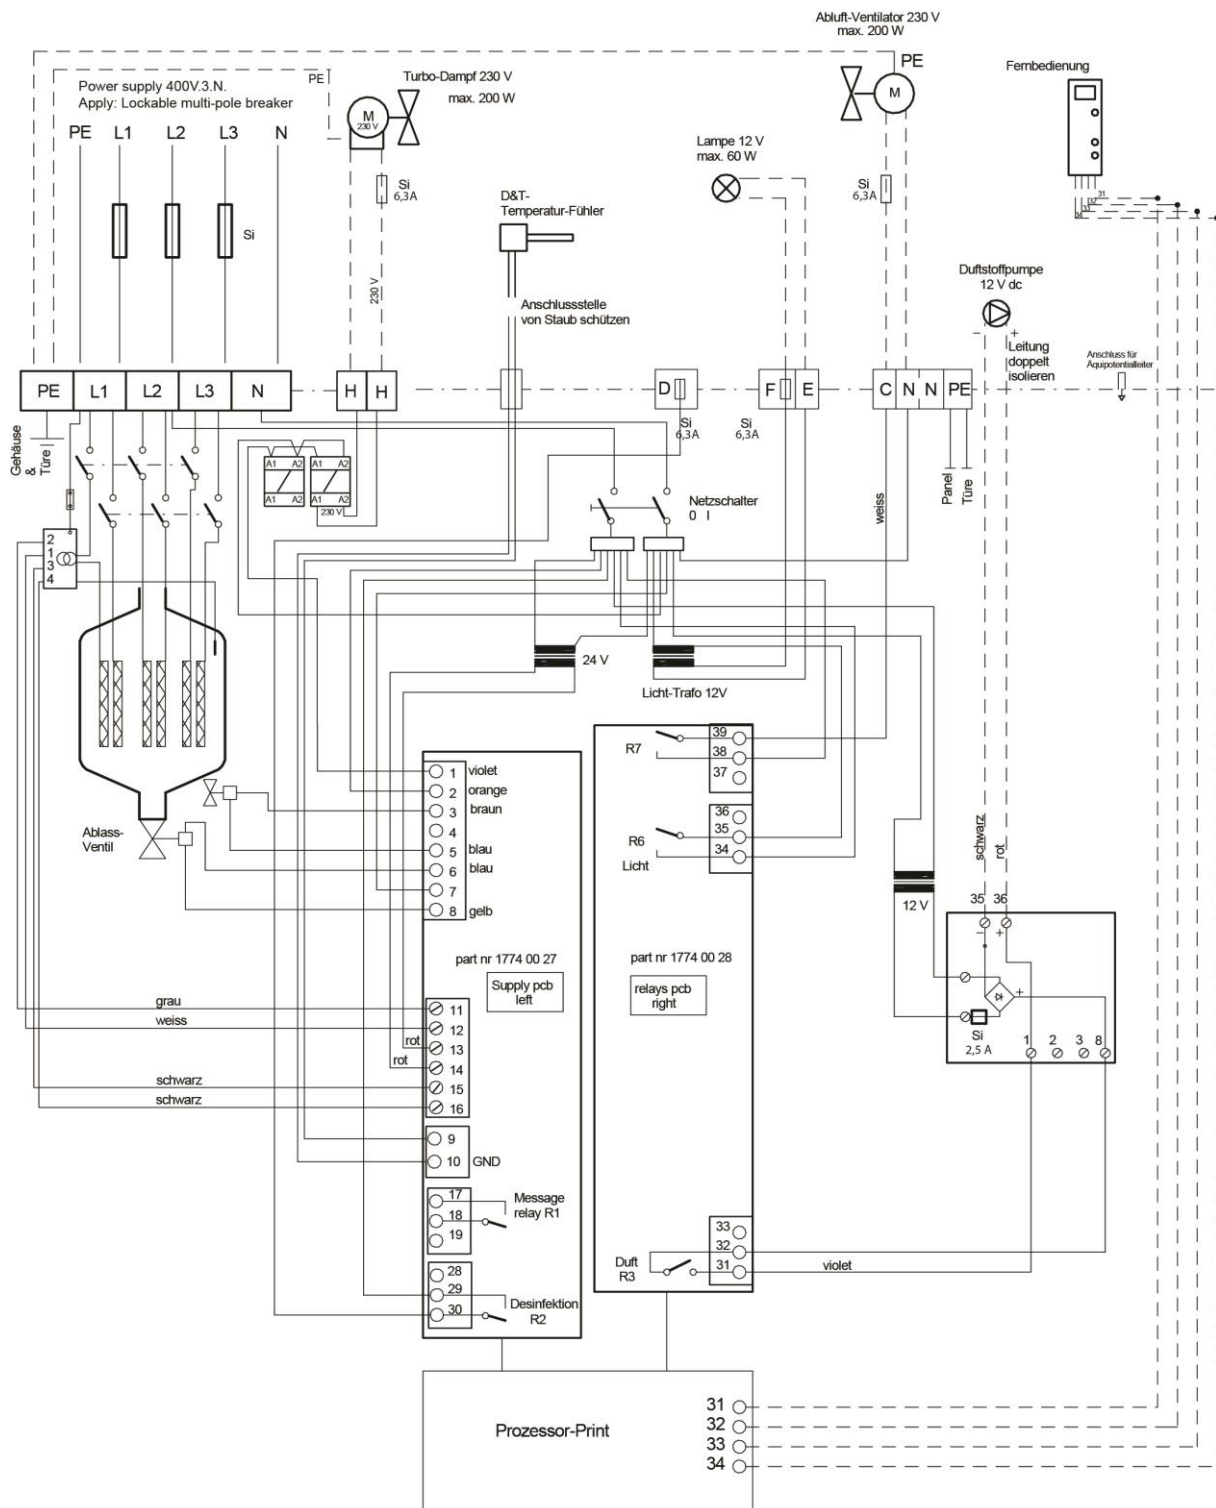 Abluft-Ventilator 230 V
max. 200 W
PE
Fernbedienung
PE
Turbo-Dampf 230 V
max. 200 W
Power supply 400V.3.N.
Apply: Lockable multi-pole breaker
M
230 V
M
PE L1 L2 L3 N
Lampe 12 V
max. 60 W
Si
6,3A
Si
6,3A
D&T-
Temperatur-Fühler
31
32
33
34
Si
Duftstoffpumpe
12 V dc
- +
230 V
Anschlussstelle
von Staub schützen
Leitung
doppelt
isolieren
Anschluss für
Äquipotentialleiter
PE L1 L2 L3 N
H H
D
F E
C N N PE
Si
6,3A
Si
6,3A
Gehäuse
&
Türe
A1 A2
A1 A2
A1 A2
A1 A2
230 V
Netzschalter
0 I
weiss
Panel
Türe
2
1
3
4
24 V
Licht-Trafo 12V
R7
39
38
37
1 violet
2 orange
3 braun
4
5 blau
6 blau
7
8 gelb
Ablass-
Ventil
R6
Licht
36
35
34
schwarz
rot
12 V
35 36
- +
part nr 1774 00 27
Supply pcb
left
part nr 1774 00 28
relays pcb
right
+
Si
2,5 A
1 2 3 8
grau
weiss
rot
rot
schwarz
schwarz
11
12
13
14
15
16
9
10 GND
17
18
19
Message
relay R1
28
29
30
Desinfektion
R2
Duft
R3
33
32
31
violet
Prozessor-Print
31
32
33
34